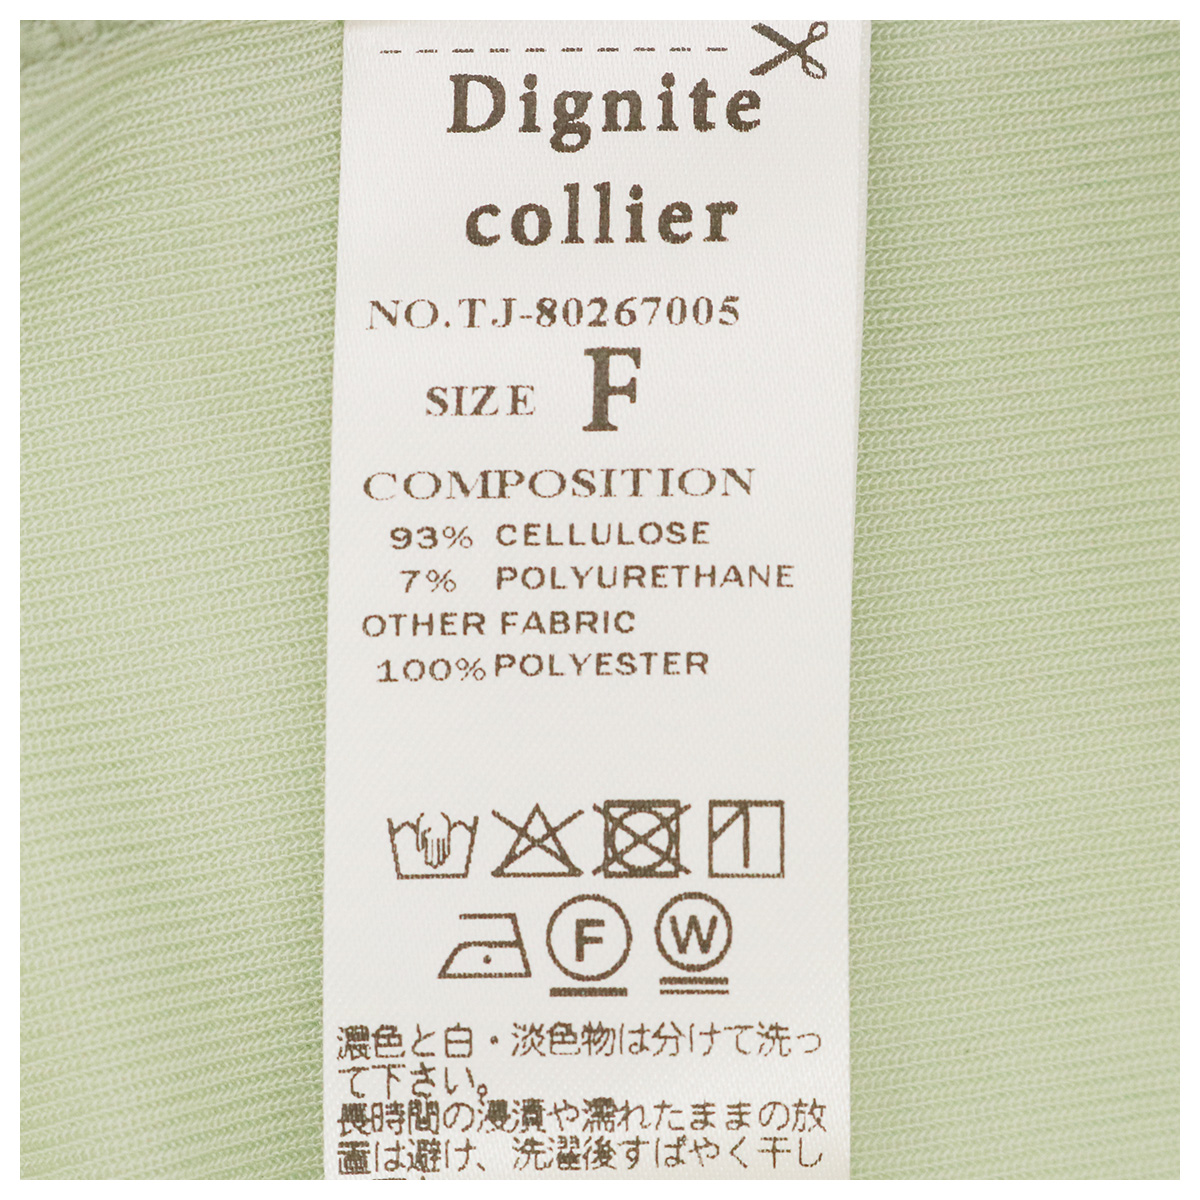 Dignite
collier
NO.TJ-80267005
SIZE F
COMPOSITION
93% CELLULOSE
7% POLYURETHANE
OTHER FABRIC
100% POLYESTER
F W
濃色と白・淡色物は分けて洗っ
て下さい。
長時間の浸漬や濡れたままの放
置は避け、洗濯後すばやく干し